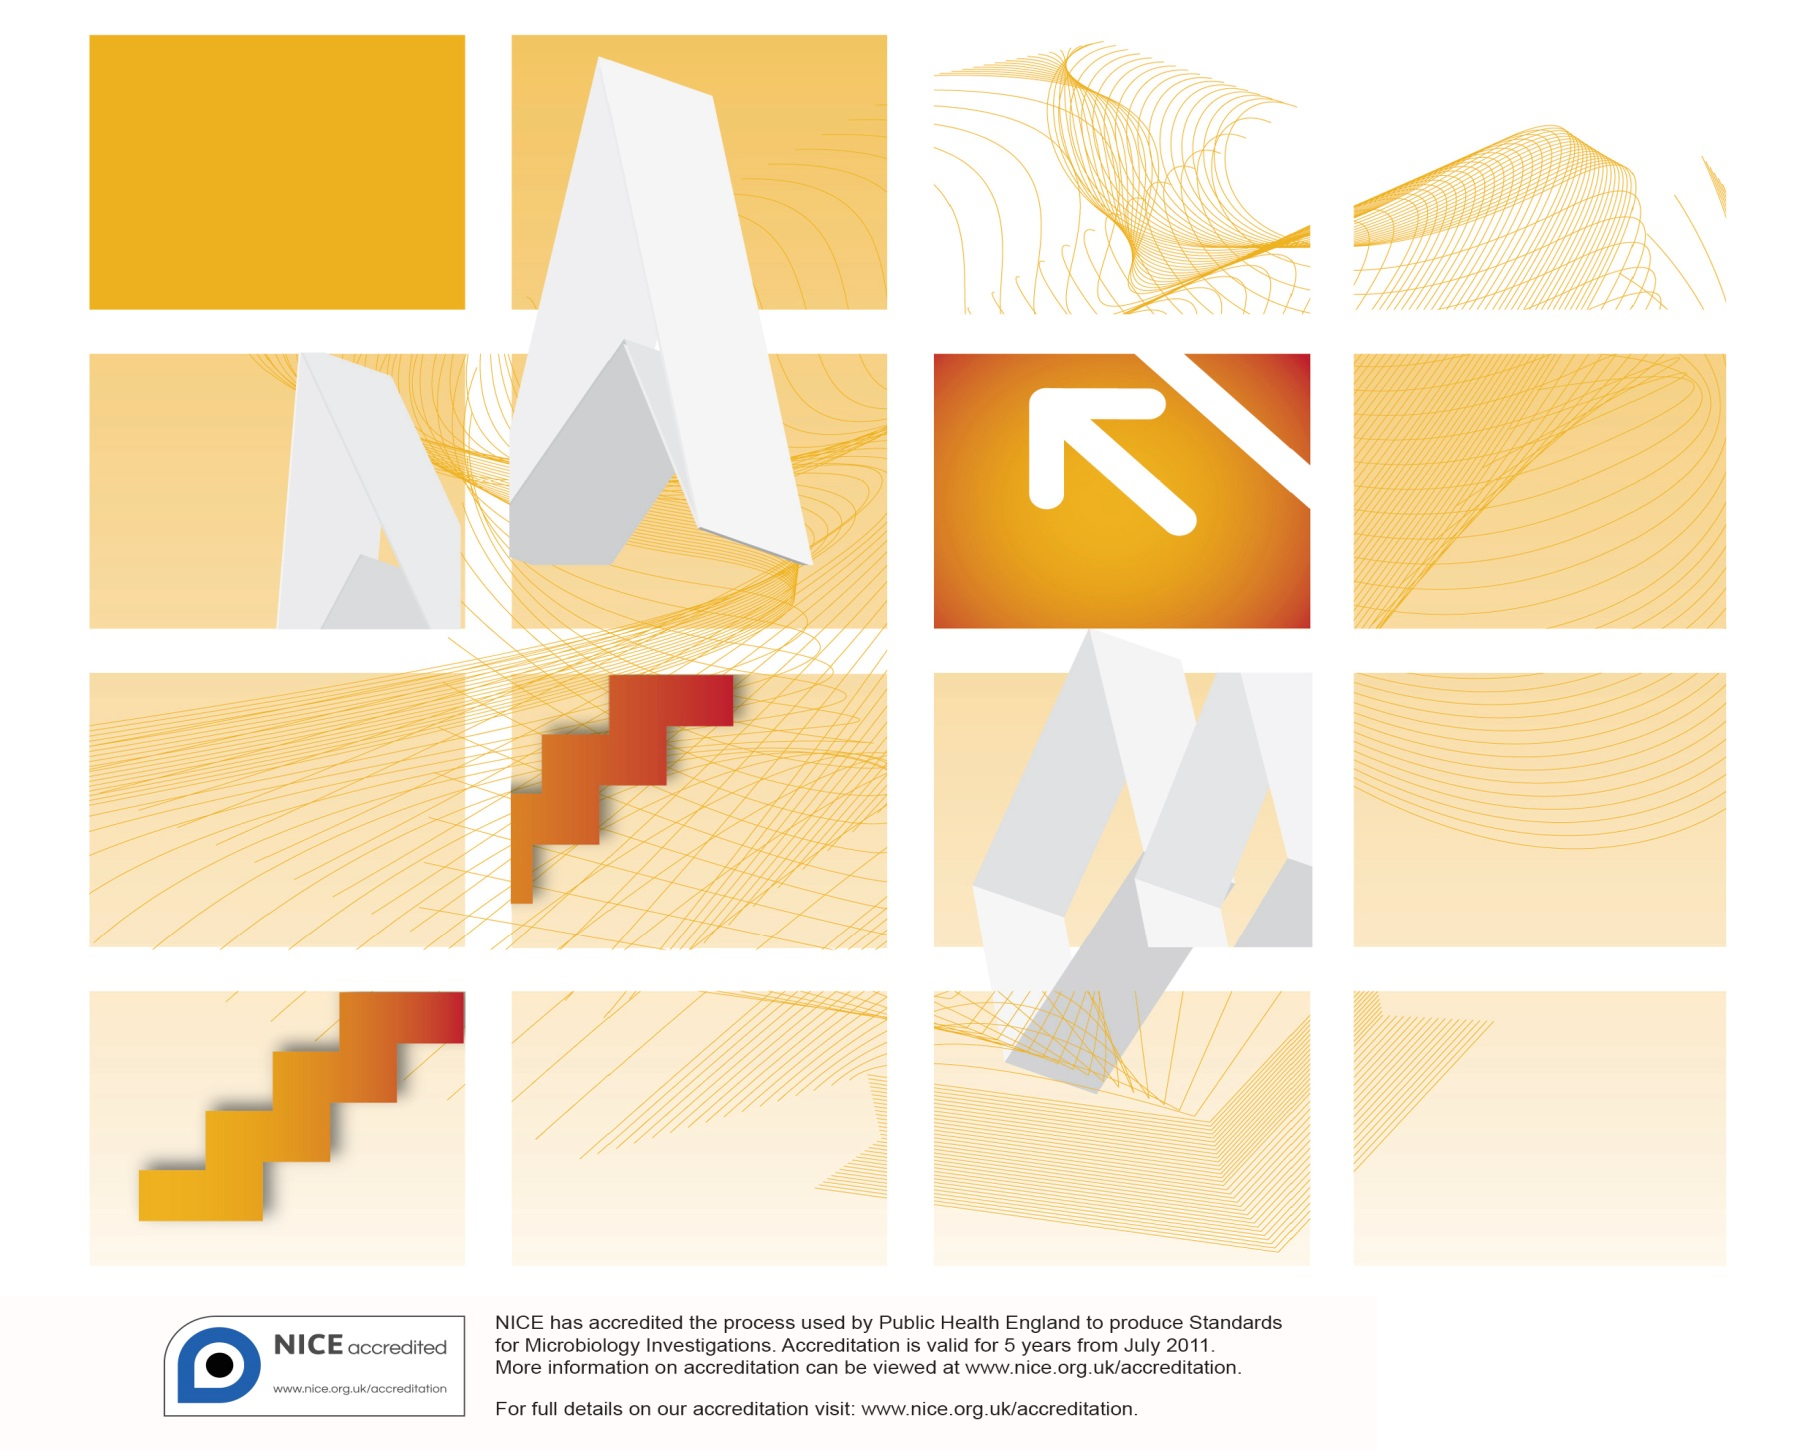 NICE accredited
www.nice.org.uk/accreditation
NICE has accredited the process used by Public Health England to produce Standards
for Microbiology Investigations. Accreditation is valid for 5 years from July 2011.
More information on accreditation can be viewed at www.nice.org.uk/accreditation.
For full details on our accreditation visit: www.nice.org.uk/accreditation.